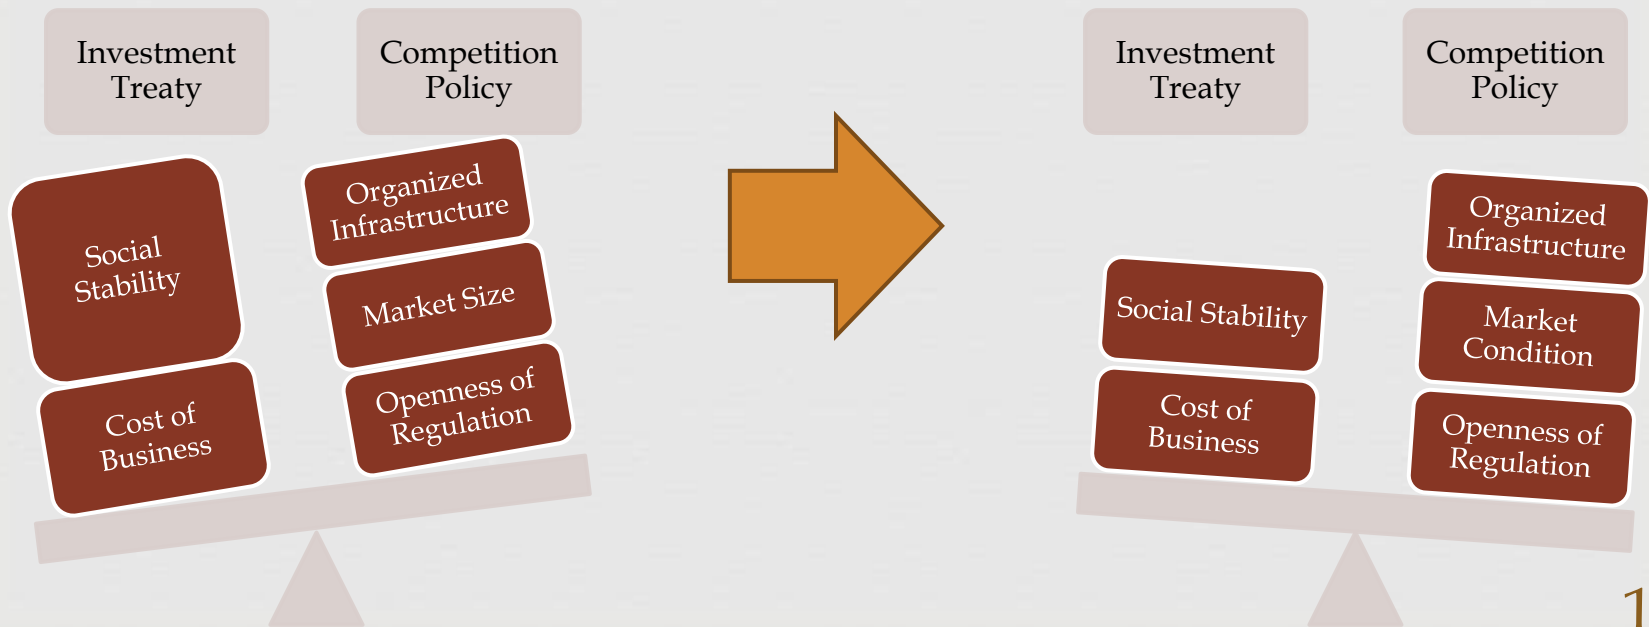 Investment
Treaty
Competition
Policy
Social
Stability
Cost of
Business
Organized
Infrastructure
Market Size
Openness of
Regulation
Investment
Treaty
Competition
Policy
Social Stability
Cost of
Business
Organized
Infrastructure
Market
Condition
Openness of
Regulation
1